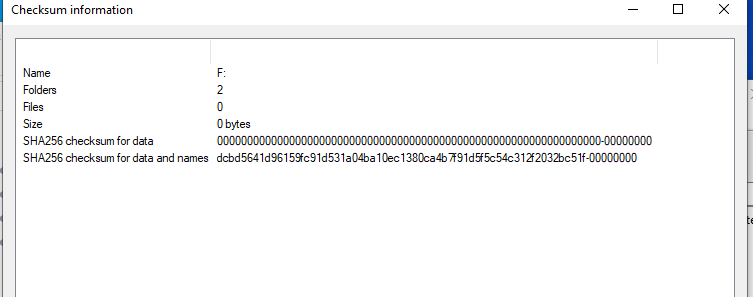 Checksum information
Name F:
Folders 2
Files 0
Size 0 bytes
SHA256 checksum for data 0000000000000000000000000000000000000000000000000000000000000000-00000000
SHA256 checksum for data and names dcbd5641d96159fc91d531a04ba10ec1380ca4b7f91d5f5c54c312f2032bc51f-00000000